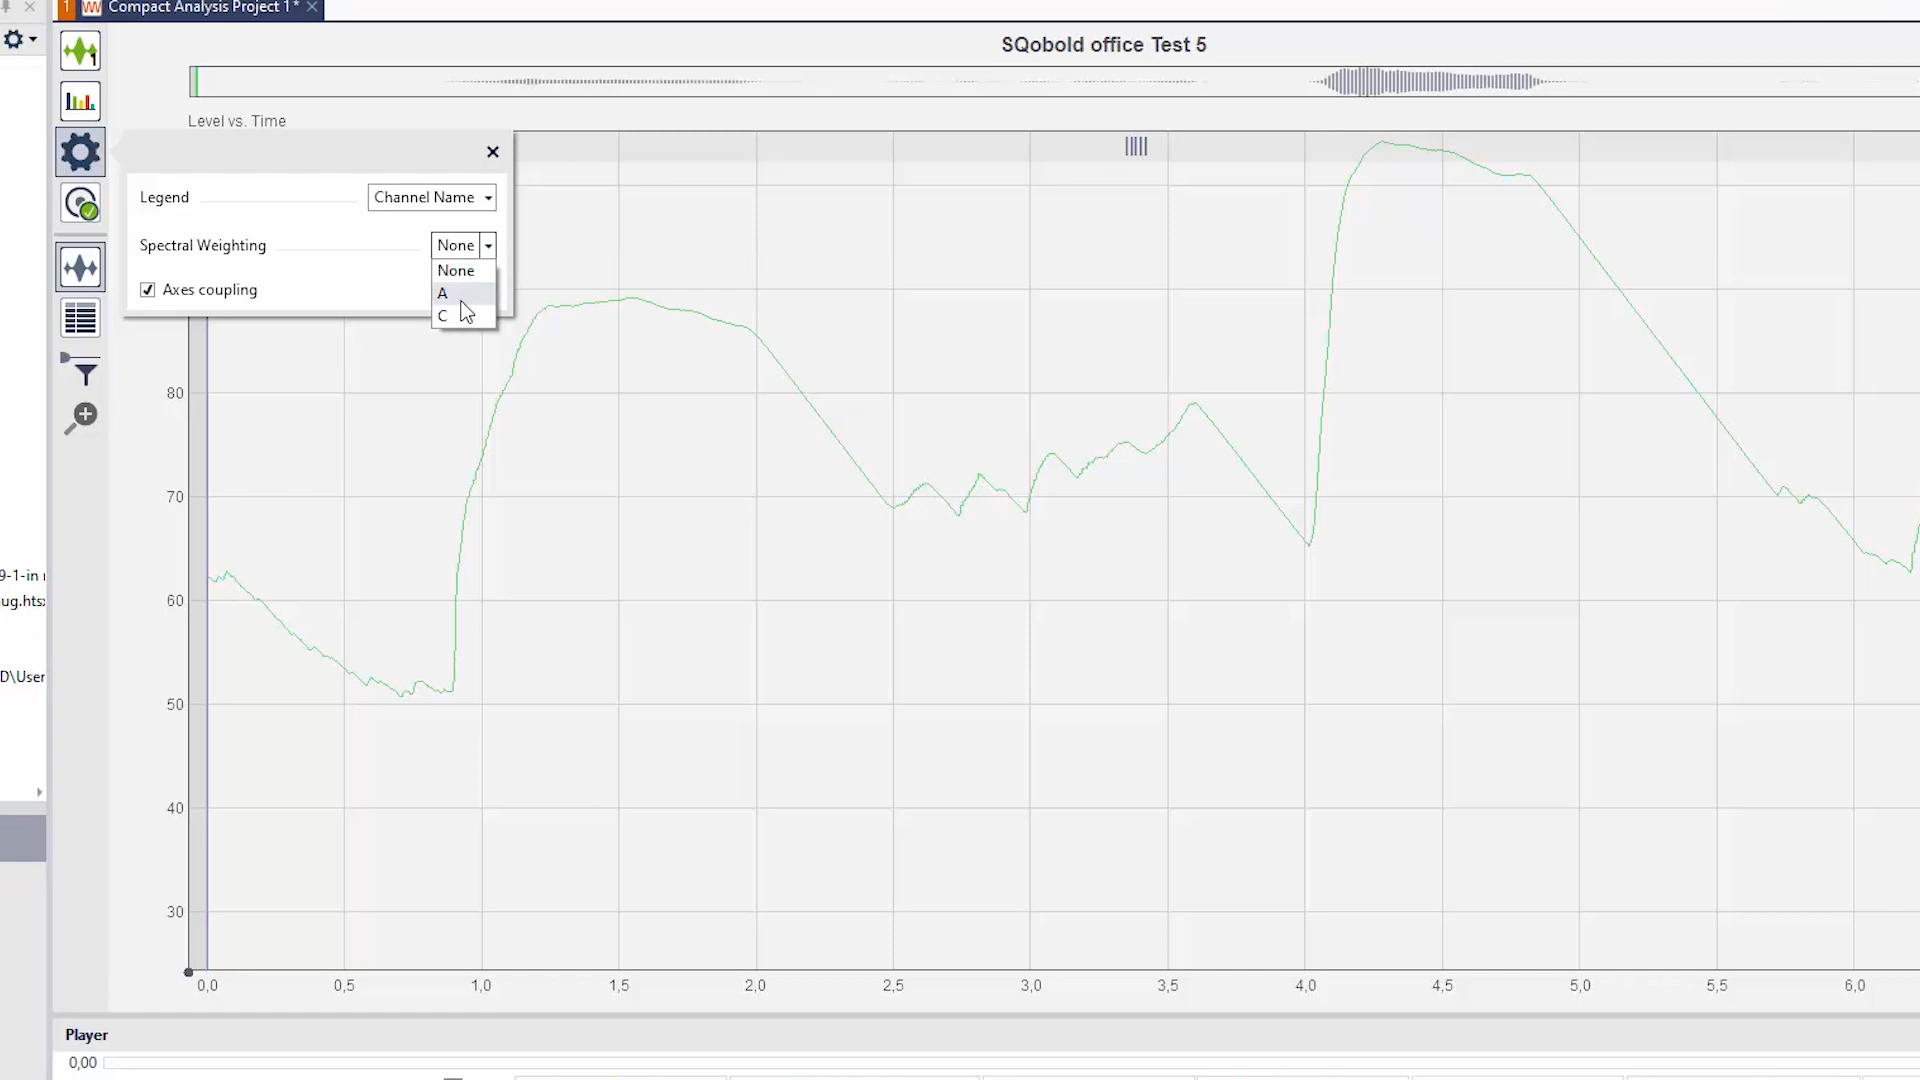 1 Compact Analysis Project 1*
SQobold office Test 5
1
Level vs. Time
Legend Channel Name
Spectral Weighting None
None
A
C
Axes coupling
80
70
60
50
40
30
0,0 0,5 1,0 1,5 2,0 2,5 3,0 3,5 4,0 4,5 5,0 5,5 6,0
9-1-in
ug.hts
D\User
Player
0,00